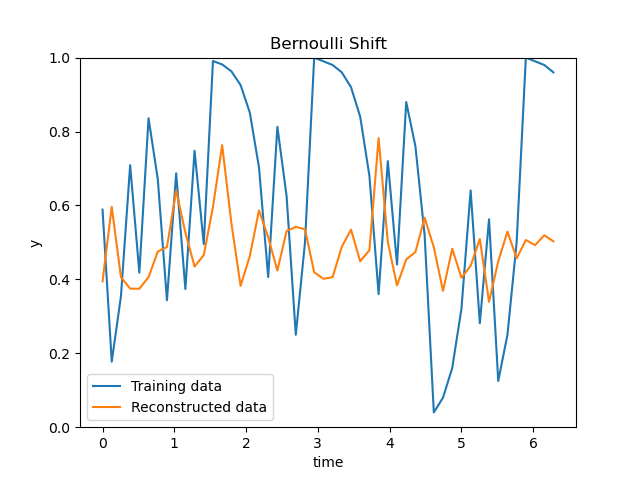 Bernoulli Shift
1.0
0.8
0.6
0.4
0.2
0.0
y
Training data
Reconstructed data
0 1 2 3 4 5 6
time